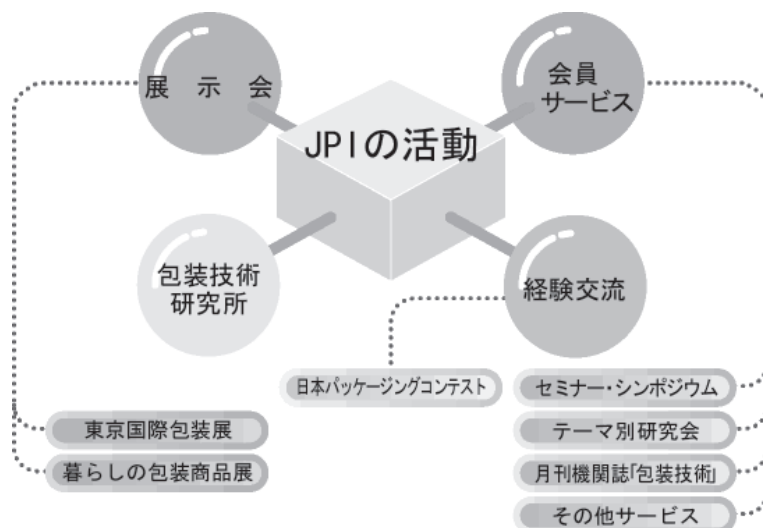 展示会
会員
サービス
JPIの活動
包装技術
研究所
経験交流
日本パッケージングコンテスト
セミナー・シンポジウム
東京国際包装展
テーマ別研究会
暮らしの包装商品展
月刊機関誌｢包装技術｣
その他サービス